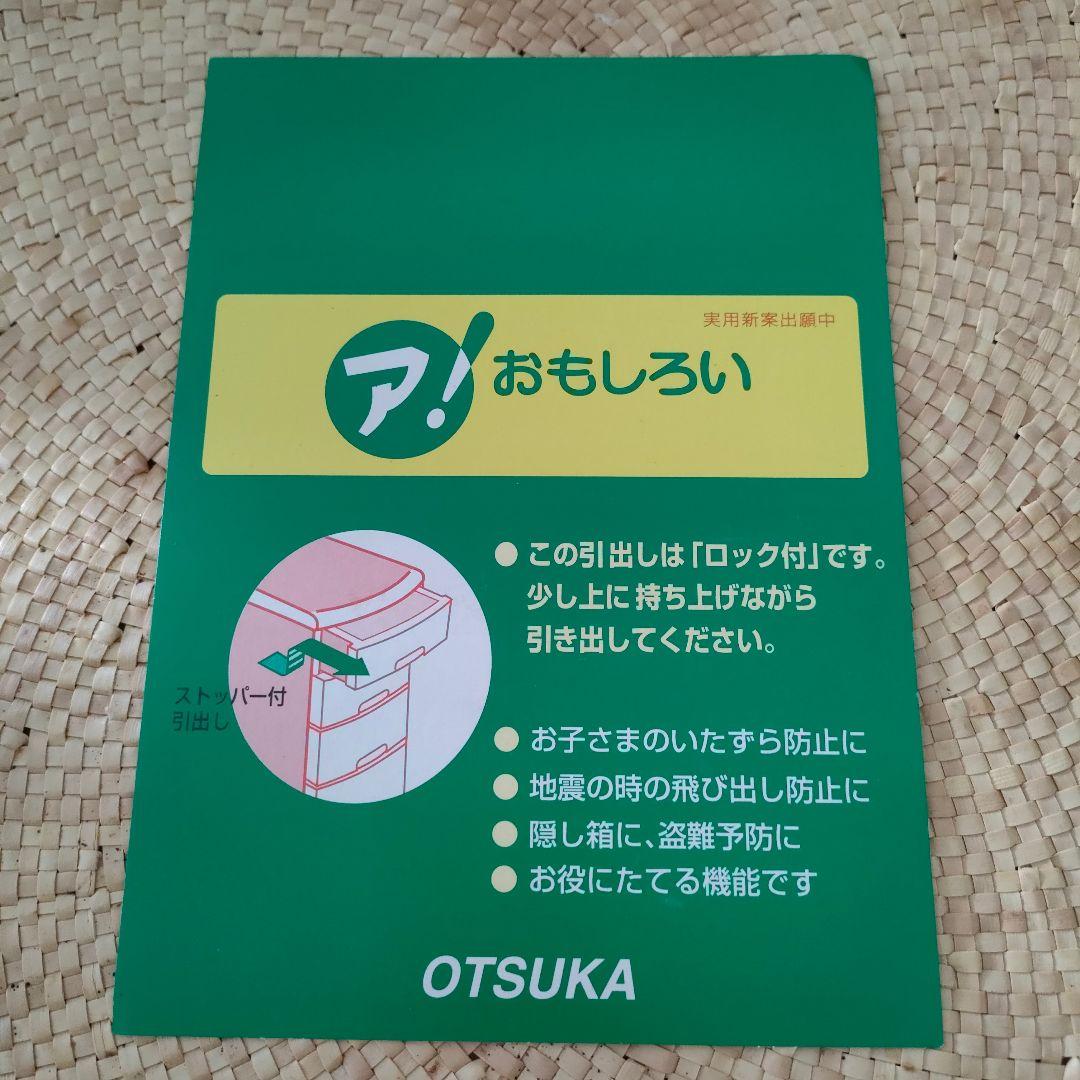 実用新案出願中
ア!おもしろい
●この引出しは「ロック付」です。
少し上に持ち上げながら
引き出してください。
ストッパー付
引出し
●お子さまのいたずら防止に
●地震の時の飛び出し防止に
●隠し箱に、盗難予防に
●お役にたてる機能です
OTSUKA